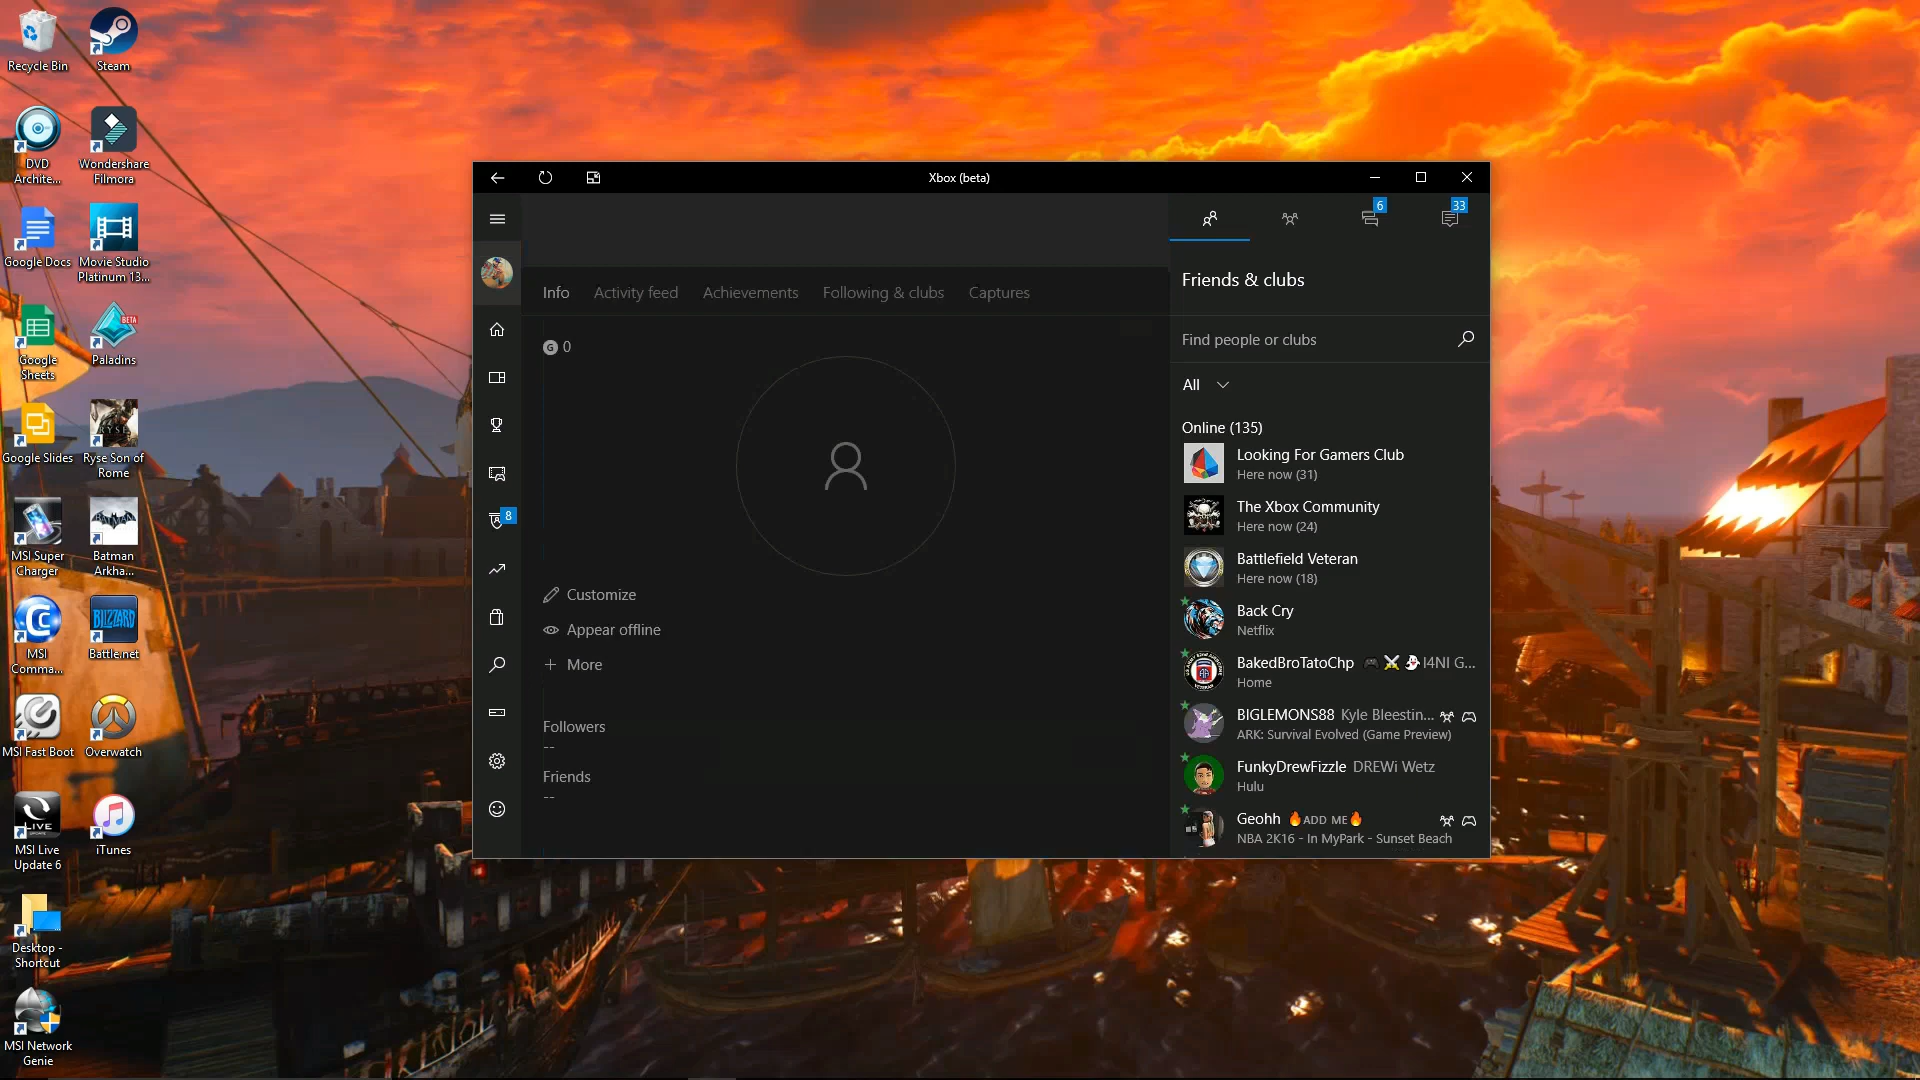 Recycle Bin
Steam
DVD
Archite...
Wondershare
Filmora
Google Docs
Movie Studio
Platinum 13...
Google
Sheets
BETA
Paladins
Google Slides
RYSE
Ryse Son of
Rome
MSI Super
Charger
BATMAN
Batman
Arkha...
MSI
Comma...
BLIZZARD
Battle.net
MSI Fast Boot
Overwatch
LIVE
MSI Live
Update 6
iTunes
Desktop -
Shortcut
MSI Network
Genie
Xbox (beta)
8
Info
Activity feed
Achievements
Following & clubs
Captures
G 0
Customize
Appear offline
More
Followers
--
Friends
--
6
33
Friends & clubs
Find people or clubs
All
Online (135)
Looking For Gamers Club
Here now (31)
The Xbox Community
Here now (24)
Battlefield Veteran
Here now (18)
Back Cry
Netflix
BakedBroTatoChp 🎮⚔👻I4NI G...
Home
BIGLEMONS88 Kyle Bleestin...
ARK: Survival Evolved (Game Preview)
FunkyDrewFizzle DREWi Wetz
Hulu
Geohh 🔥ADD ME🔥
NBA 2K16 - In MyPark - Sunset Beach